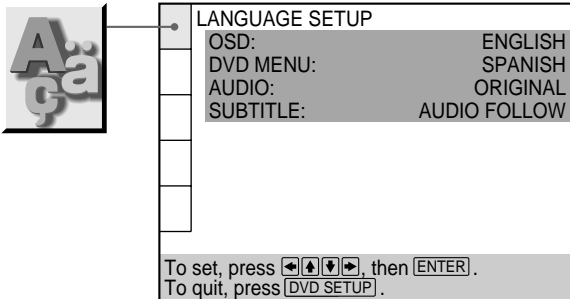 Aäç
LANGUAGE SETUP
OSD: ENGLISH
DVD MENU: SPANISH
AUDIO: ORIGINAL
SUBTITLE: AUDIO FOLLOW
To set, press ←↑↓→, then ENTER.
To quit, press DVD SETUP.